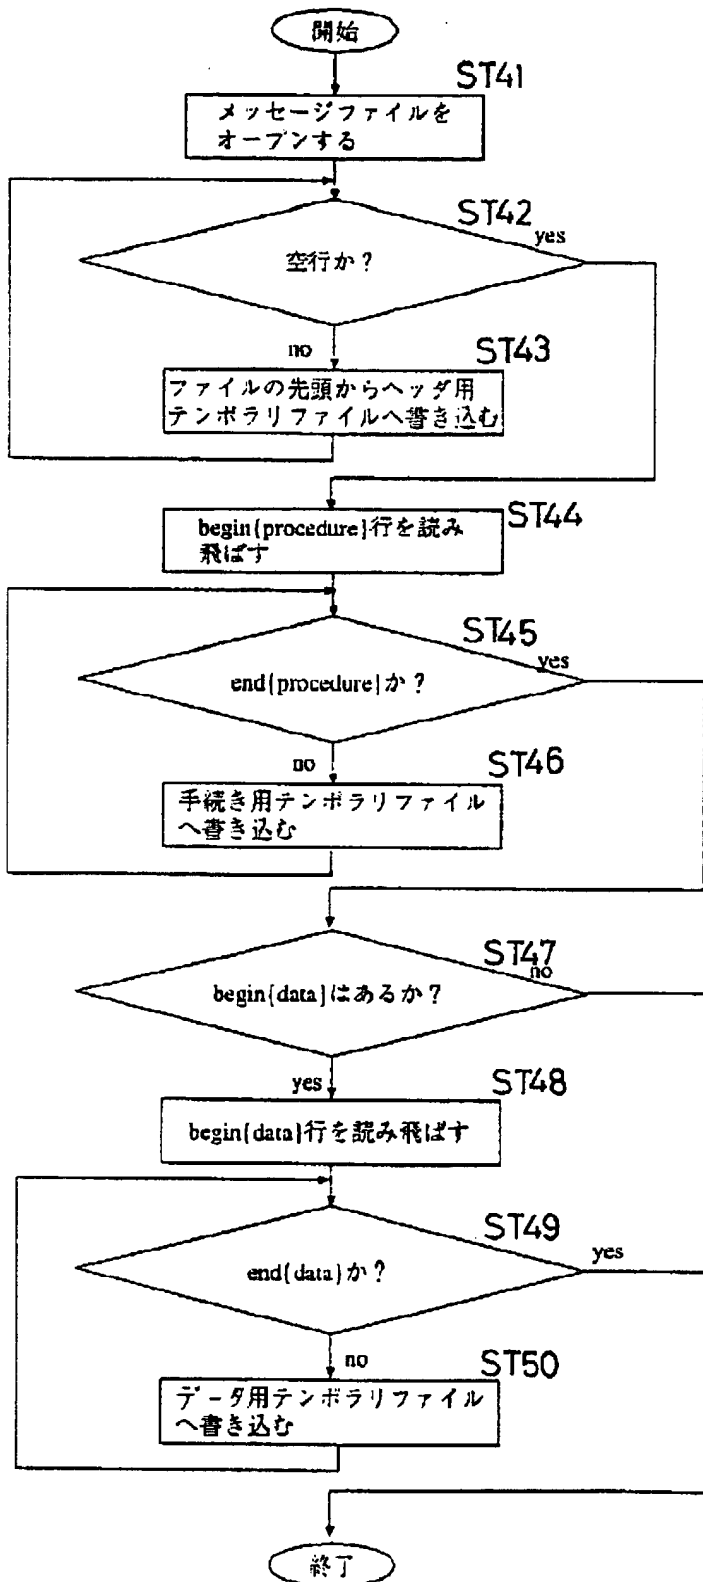 開始
ST41
メッセージファイルを
オープンする
ST42
yes
空行か？
no
ST43
ファイルの先頭からヘッダ用
テンポラリファイルへ書き込む
ST44
begin{procedure}行を読み
飛ばす
ST45
yes
end{procedure}か？
no
ST46
手続き用テンポラリファイル
へ書き込む
ST47
no
begin{data}はあるか？
yes
ST48
begin{data}行を読み飛ばす
ST49
yes
end{data}か？
no
ST50
データ用テンポラリファイル
へ書き込む
終了